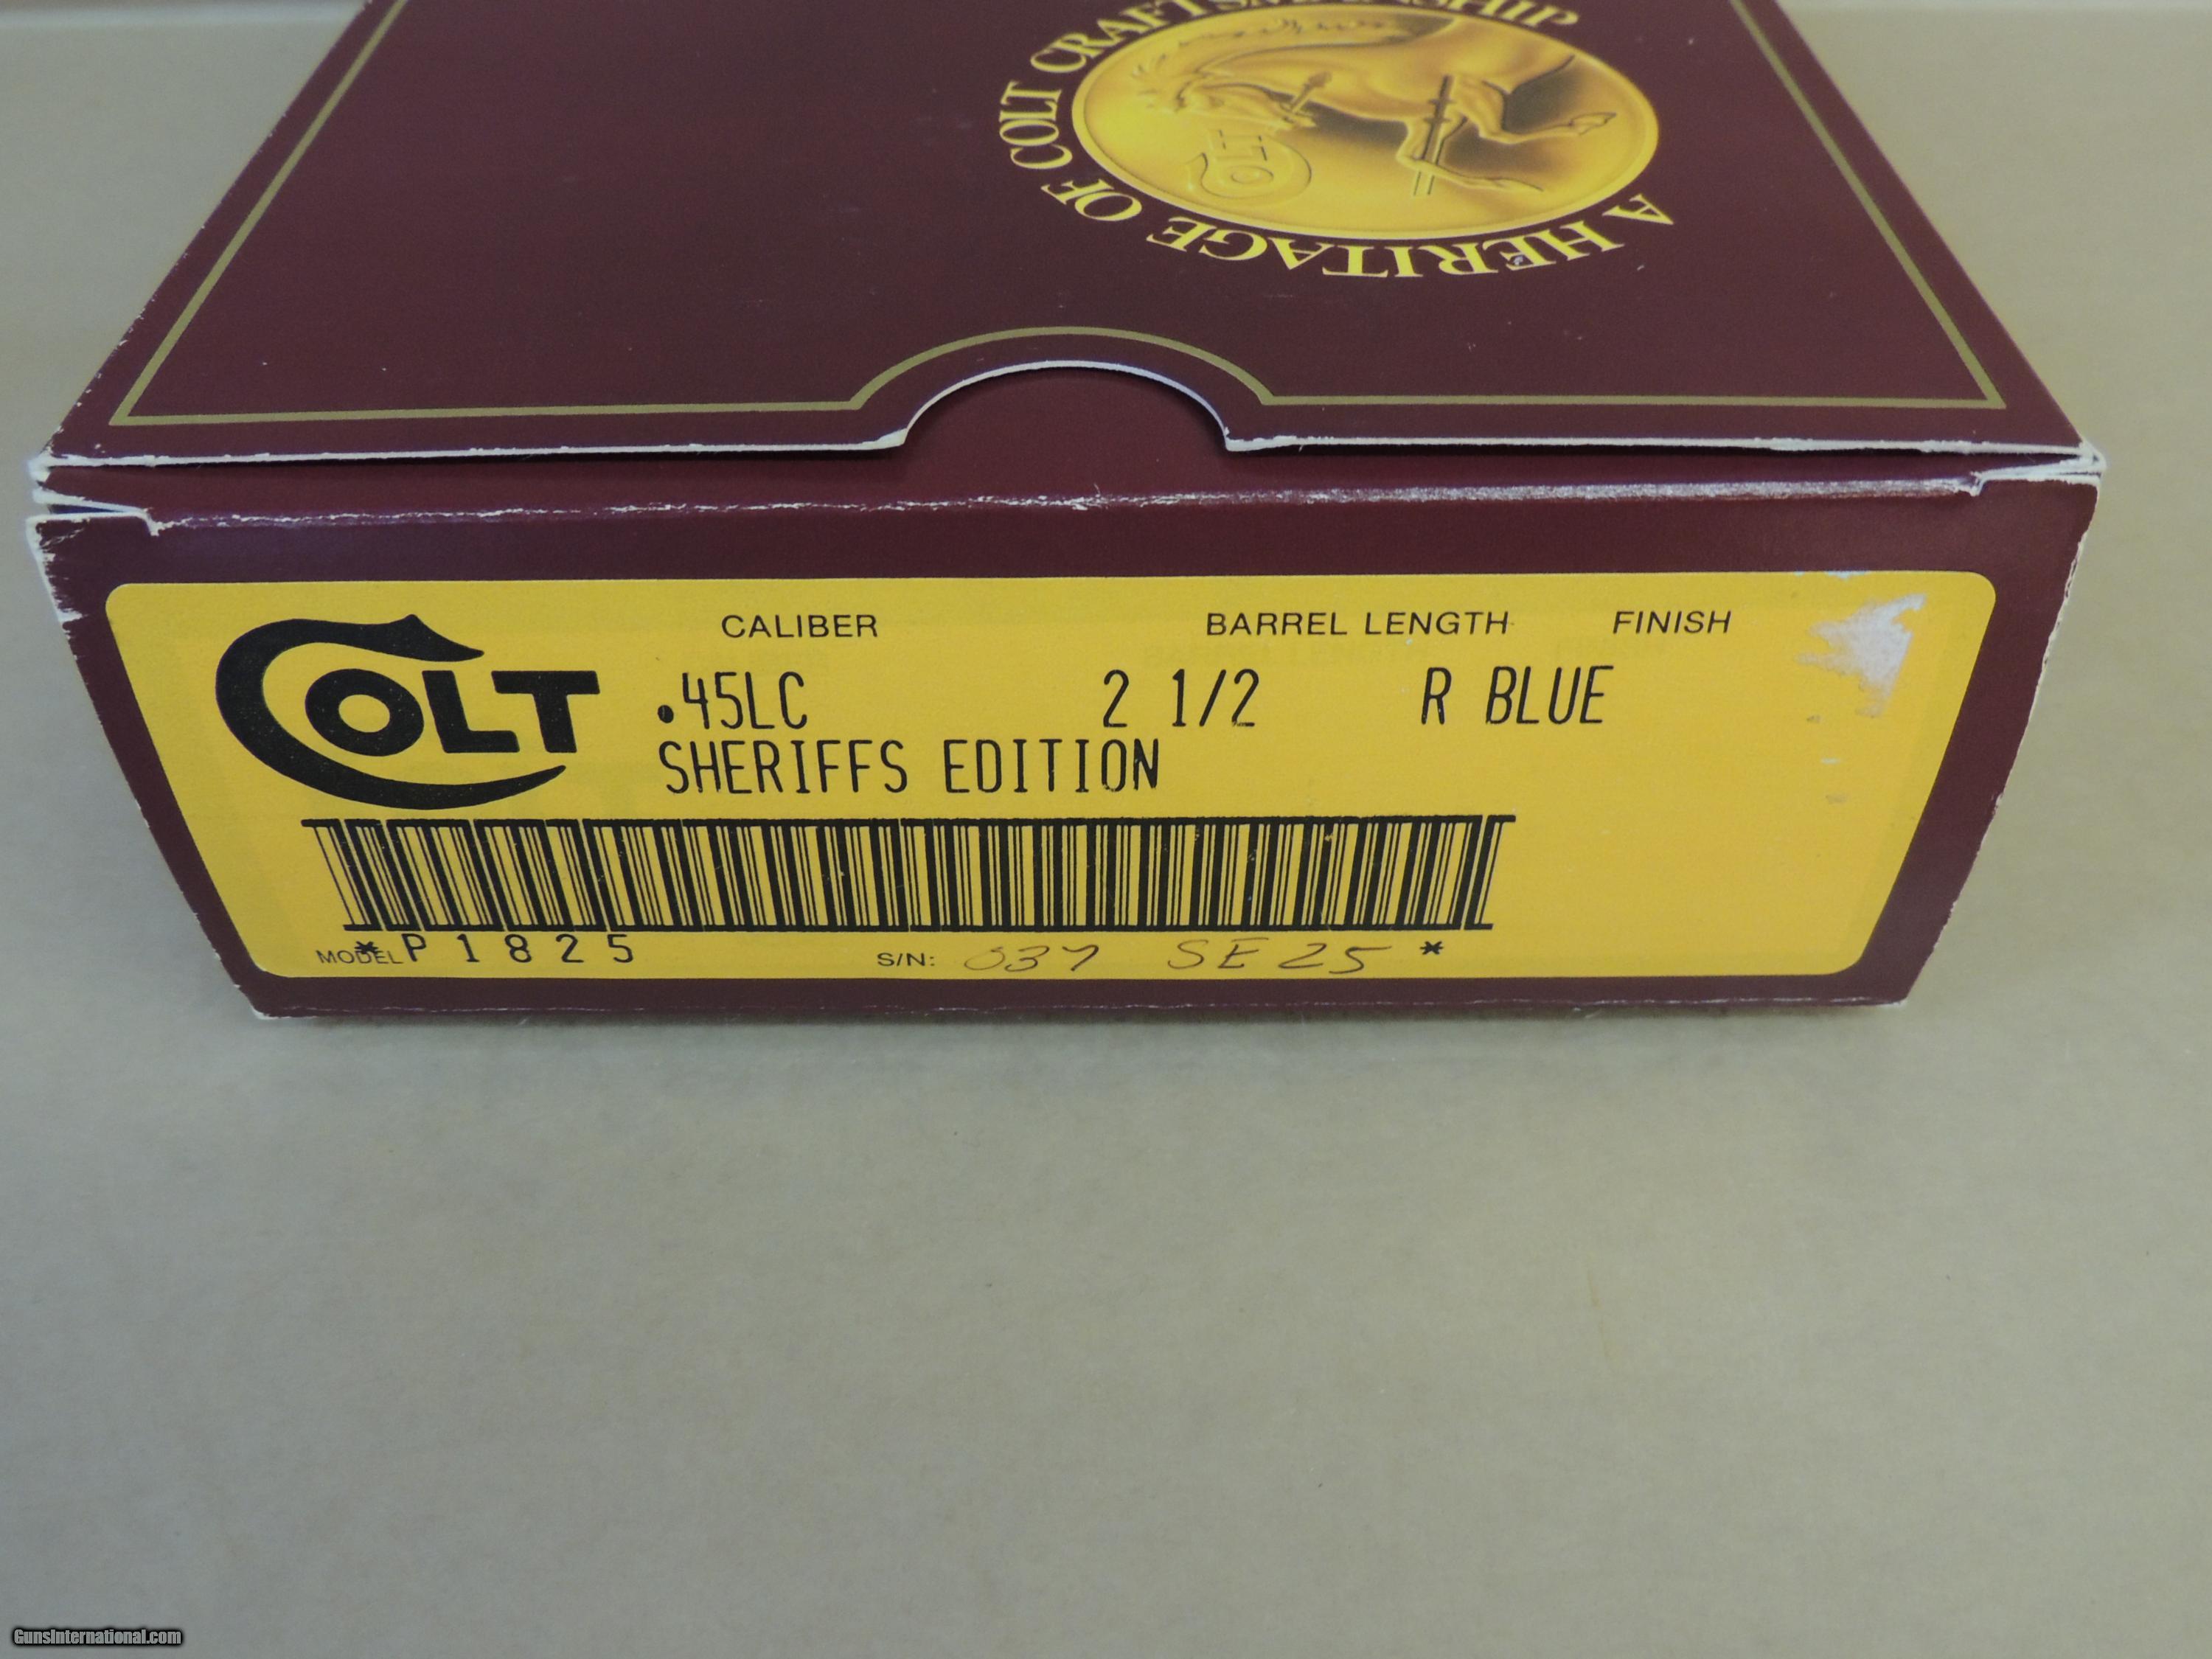 A HERITAGE OF COLT CRAFTSMANSHIP
COLT
COLT
CALIBER BARREL LENGTH FINISH
.45LC 2 1/2 R BLUE
SHERIFFS EDITION
MODEL *P1825 S/N: 037 SE25 *
GunsInternational.com